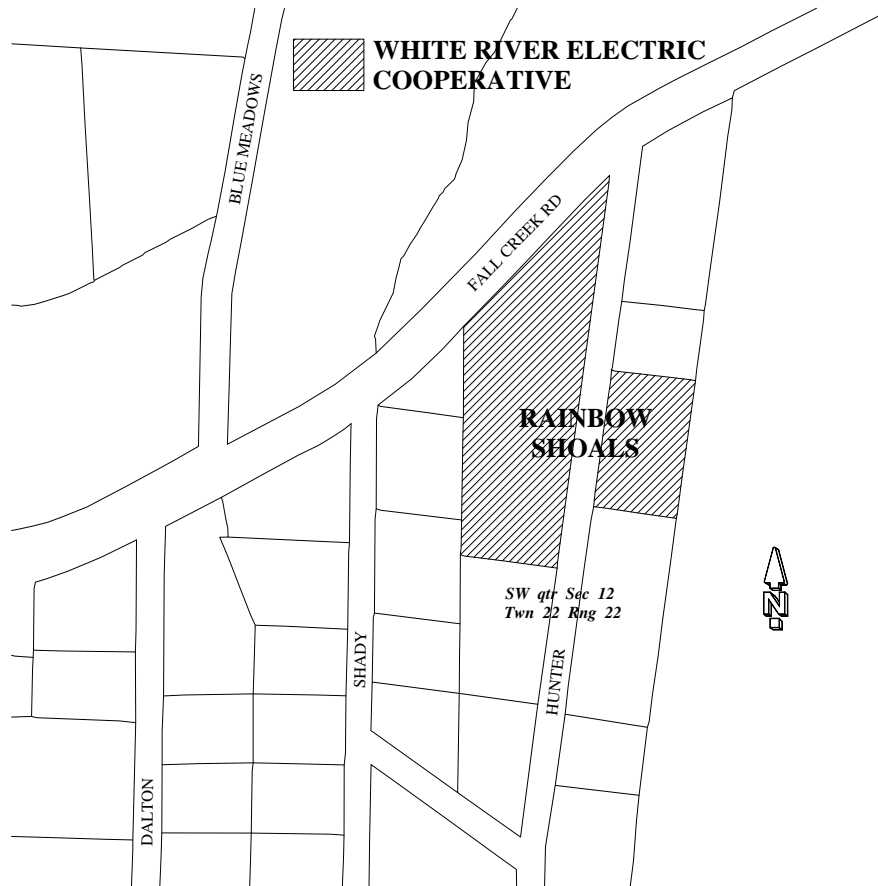 WHITE RIVER ELECTRIC
COOPERATIVE
BLUE MEADOWS
FALL CREEK RD
RAINBOW
SHOALS
SW qtr Sec 12
Twn 22 Rng 22
N
SHADY
HUNTER
DALTON